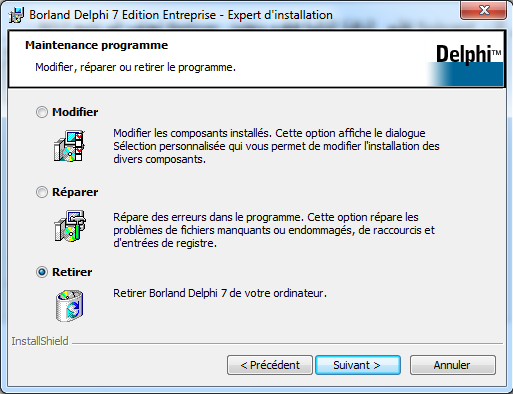 Borland Delphi 7 Edition Entreprise - Expert d'installation
Maintenance programme
Modifier, réparer ou retirer le programme.
Delphi™
Modifier
Modifier les composants installés. Cette option affiche le dialogue
Sélection personnalisée qui vous permet de modifier l'installation des
divers composants.
Réparer
Répare des erreurs dans le programme. Cette option répare les
problèmes de fichiers manquants ou endommagés, de raccourcis et
d'entrées de registre.
Retirer
Retirer Borland Delphi 7 de votre ordinateur.
InstallShield
< Précédent
Suivant >
Annuler